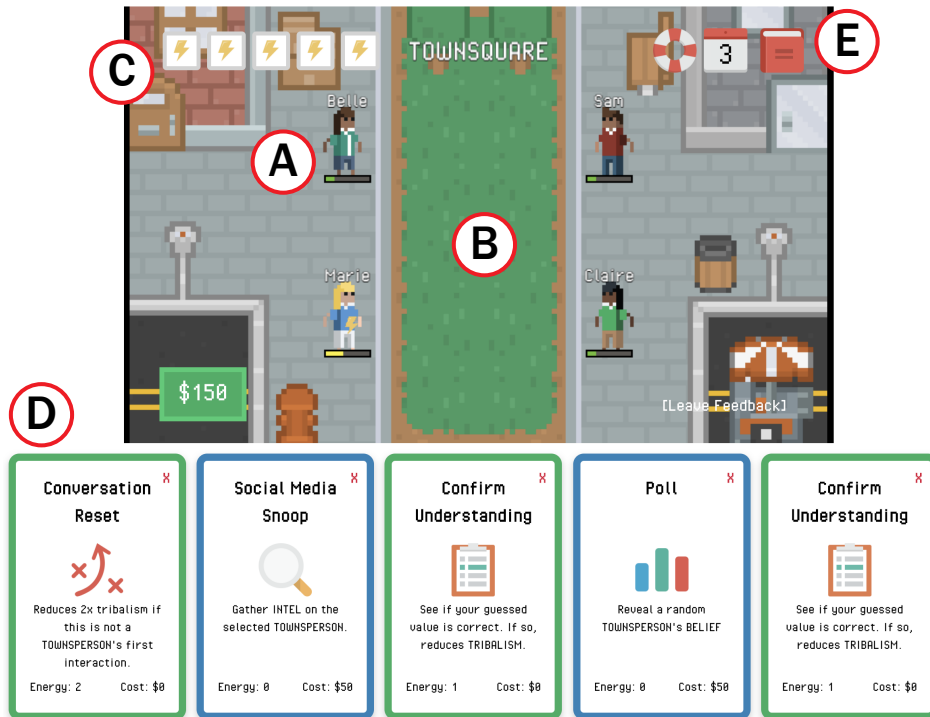 E
C
TOWNSQUARE
3
Belle
Sam
A
B
Marie
Claire
$150
[Leave Feedback]
D
X
Conversation
Reset
Reduces 2x tribalism if
this is not a
TOWNSPERSON's first
interaction.
Energy: 2 Cost: $0
X
Social Media
Snoop
Gather INTEL on the
selected TOWNSPERSON.
Energy: 0 Cost: $50
X
Confirm
Understanding
See if your guessed
value is correct. If so,
reduces TRIBALISM.
Energy: 1 Cost: $0
X
Poll
Reveal a random
TOWNSPERSON's BELIEF
Energy: 0 Cost: $50
X
Confirm
Understanding
See if your guessed
value is correct. If so,
reduces TRIBALISM.
Energy: 1 Cost: $0